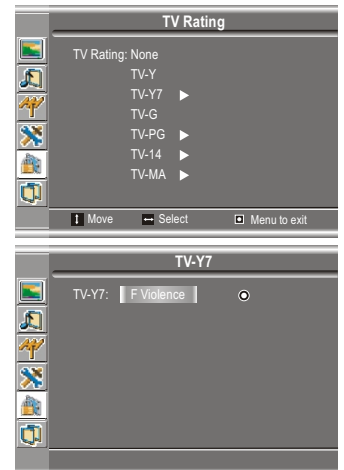 TV Rating
TV Rating: None
TV-Y
TV-Y7
TV-G
TV-PG
TV-14
TV-MA
Move Select Menu to exit
TV-Y7
TV-Y7: F Violence